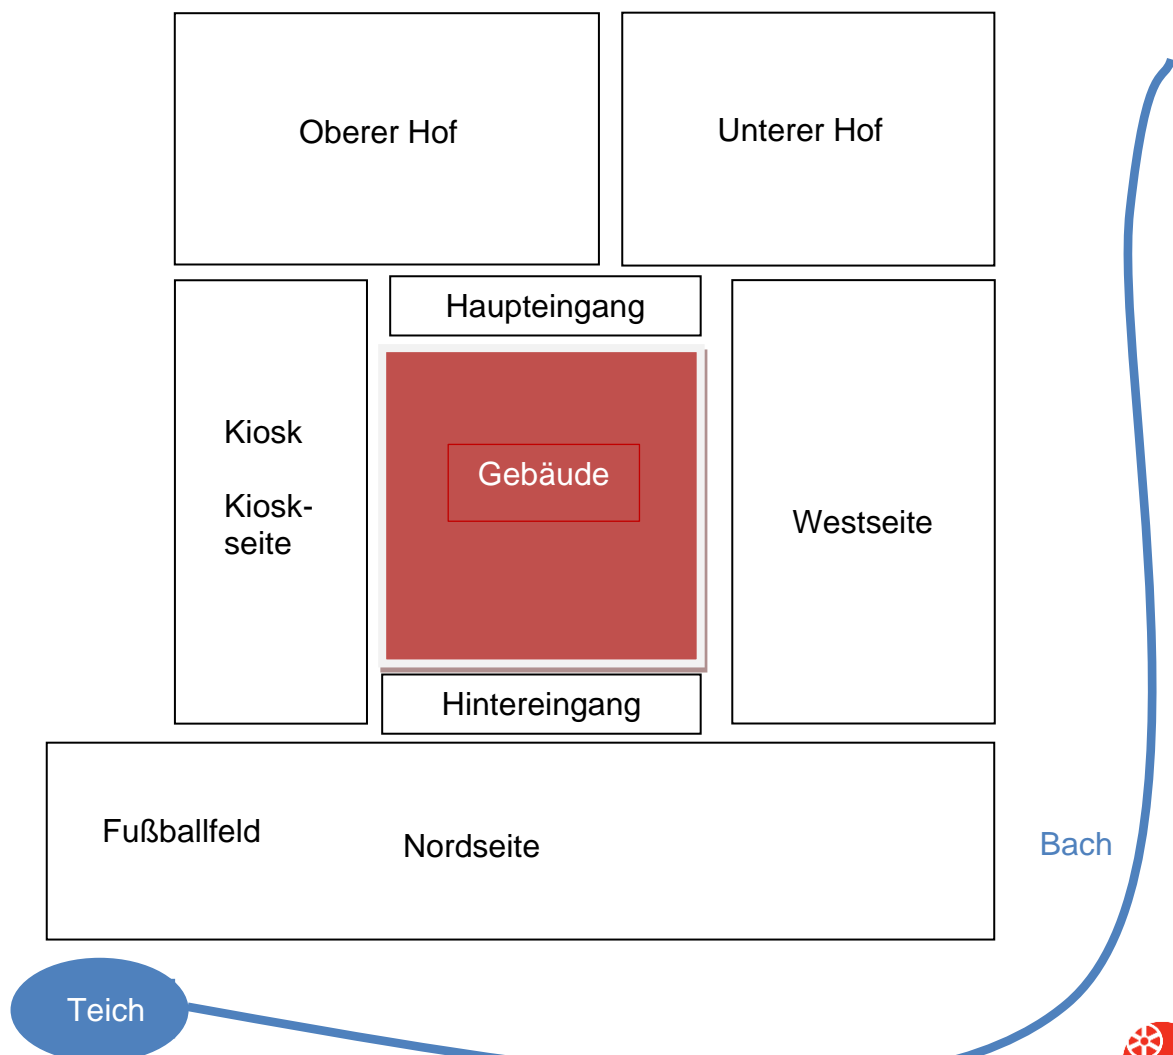 Oberer Hof
Unterer Hof
Haupteingang
Kiosk
Kiosk-
seite
Gebäude
Westseite
Hintereingang
Fußballfeld
Nordseite
Bach
Teich